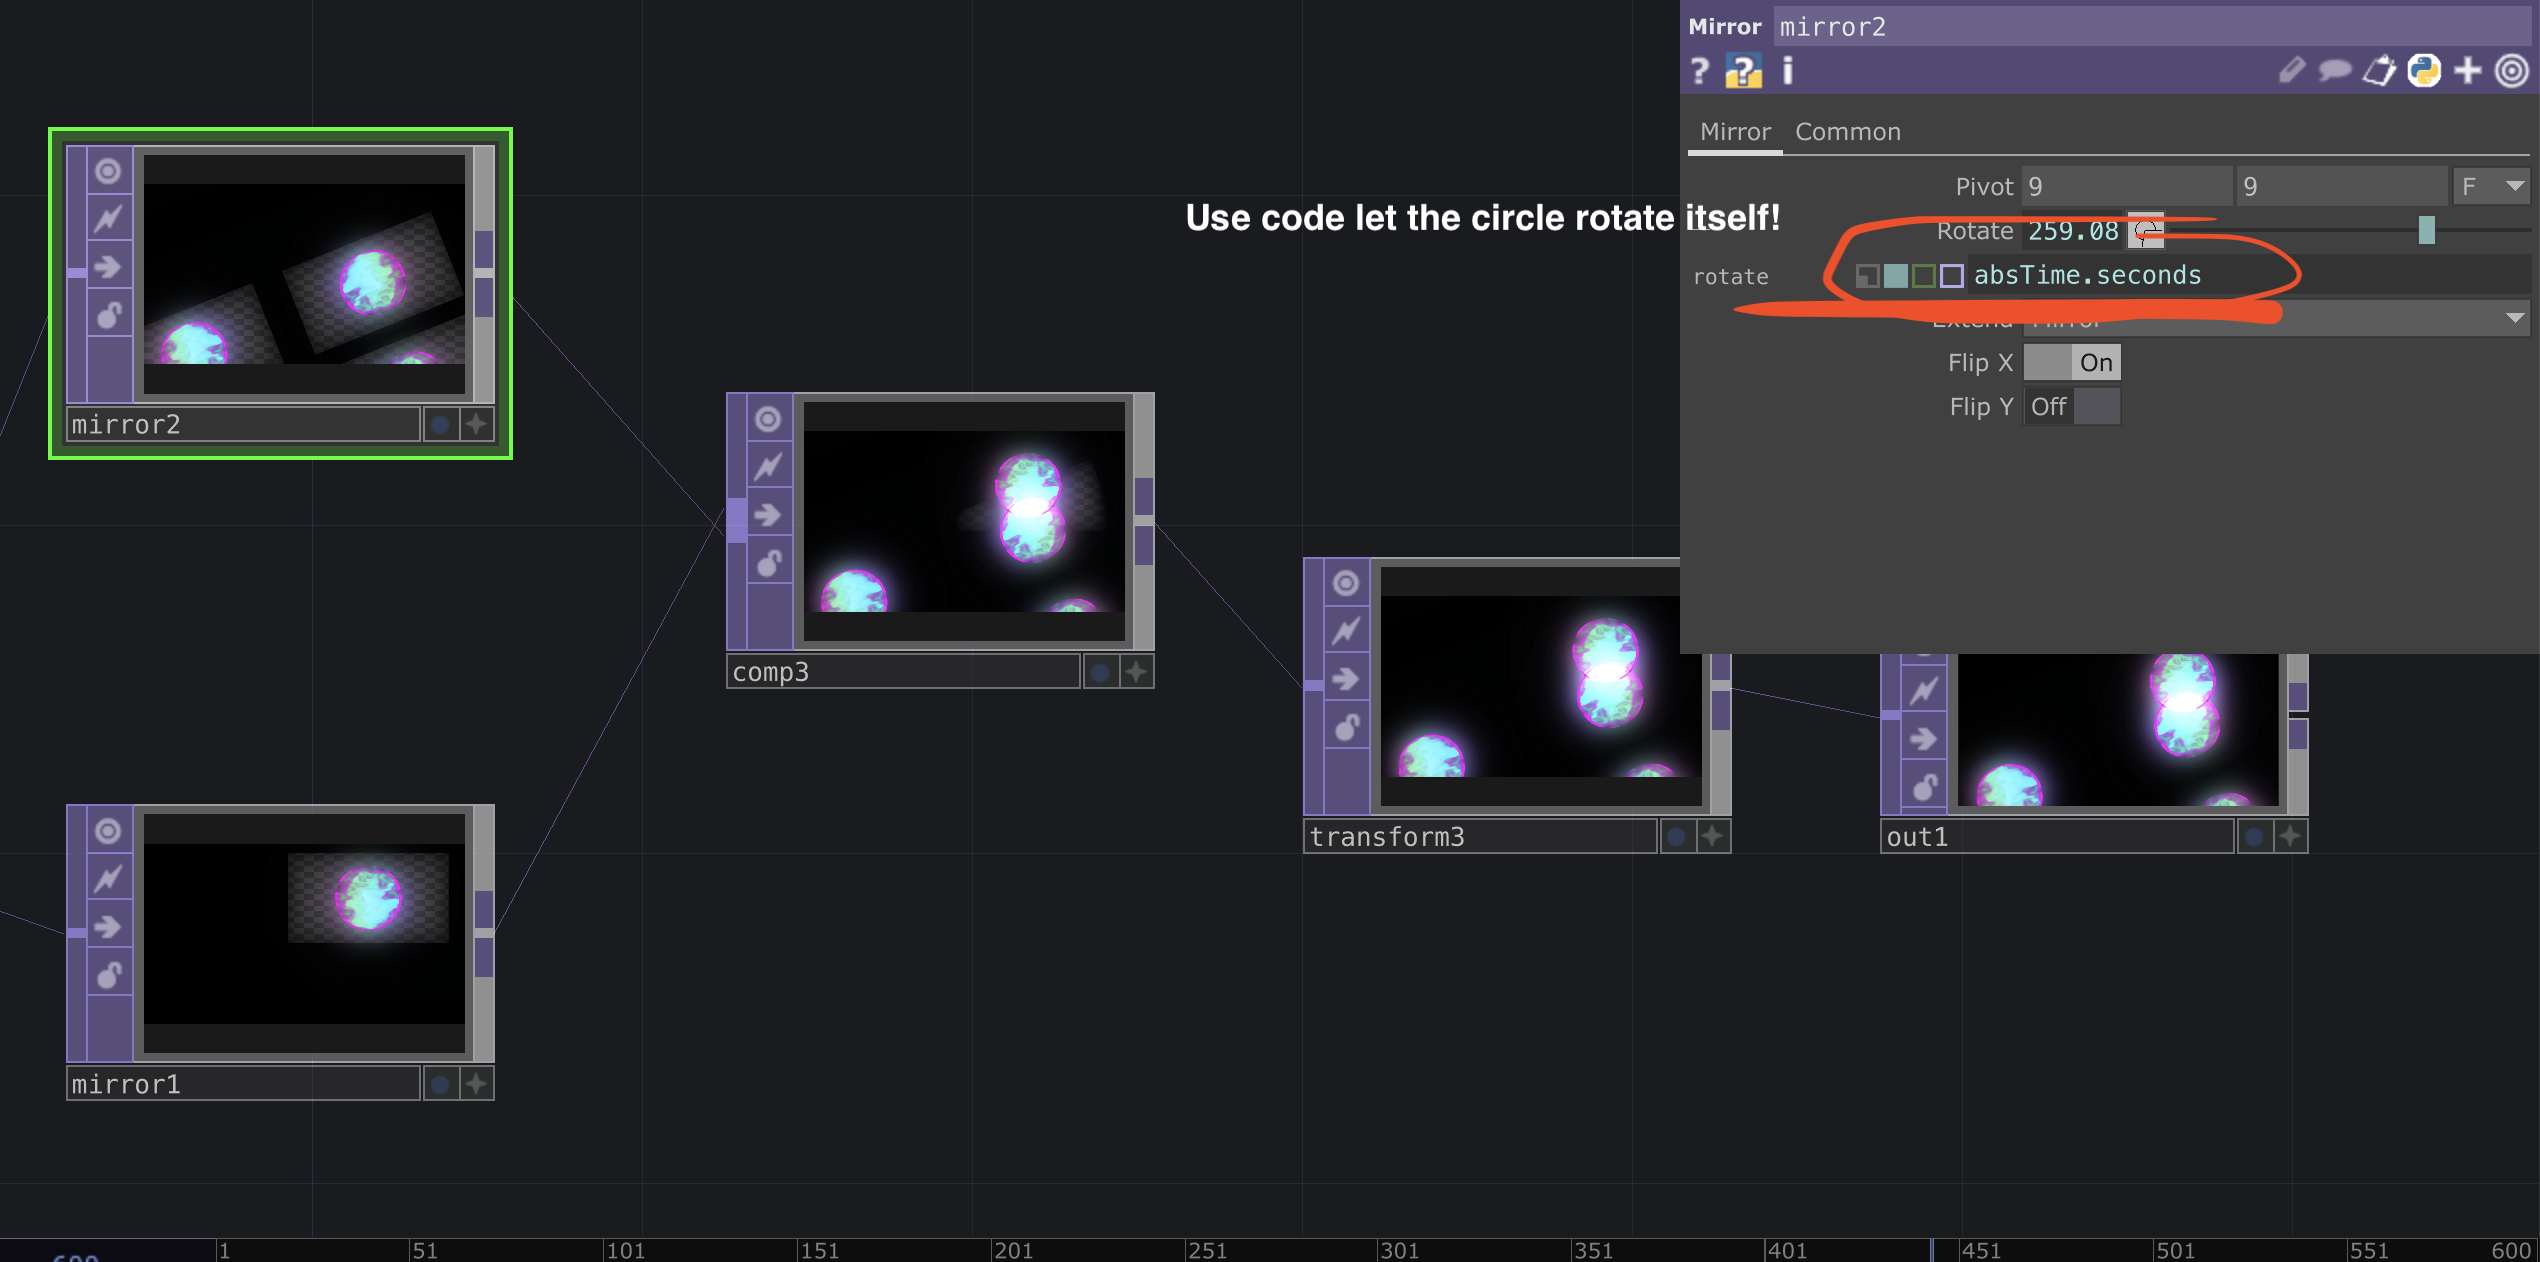 Mirror mirror2
Mirror Common
Pivot 9 9 F
Use code let the circle rotate itself!
Rotate 259.08
rotate absTime.seconds
Extend Mirror
Flip X On
Flip Y Off
mirror2
comp3
transform3
out1
mirror1
600 1 51 101 151 201 251 301 351 401 451 501 551 600